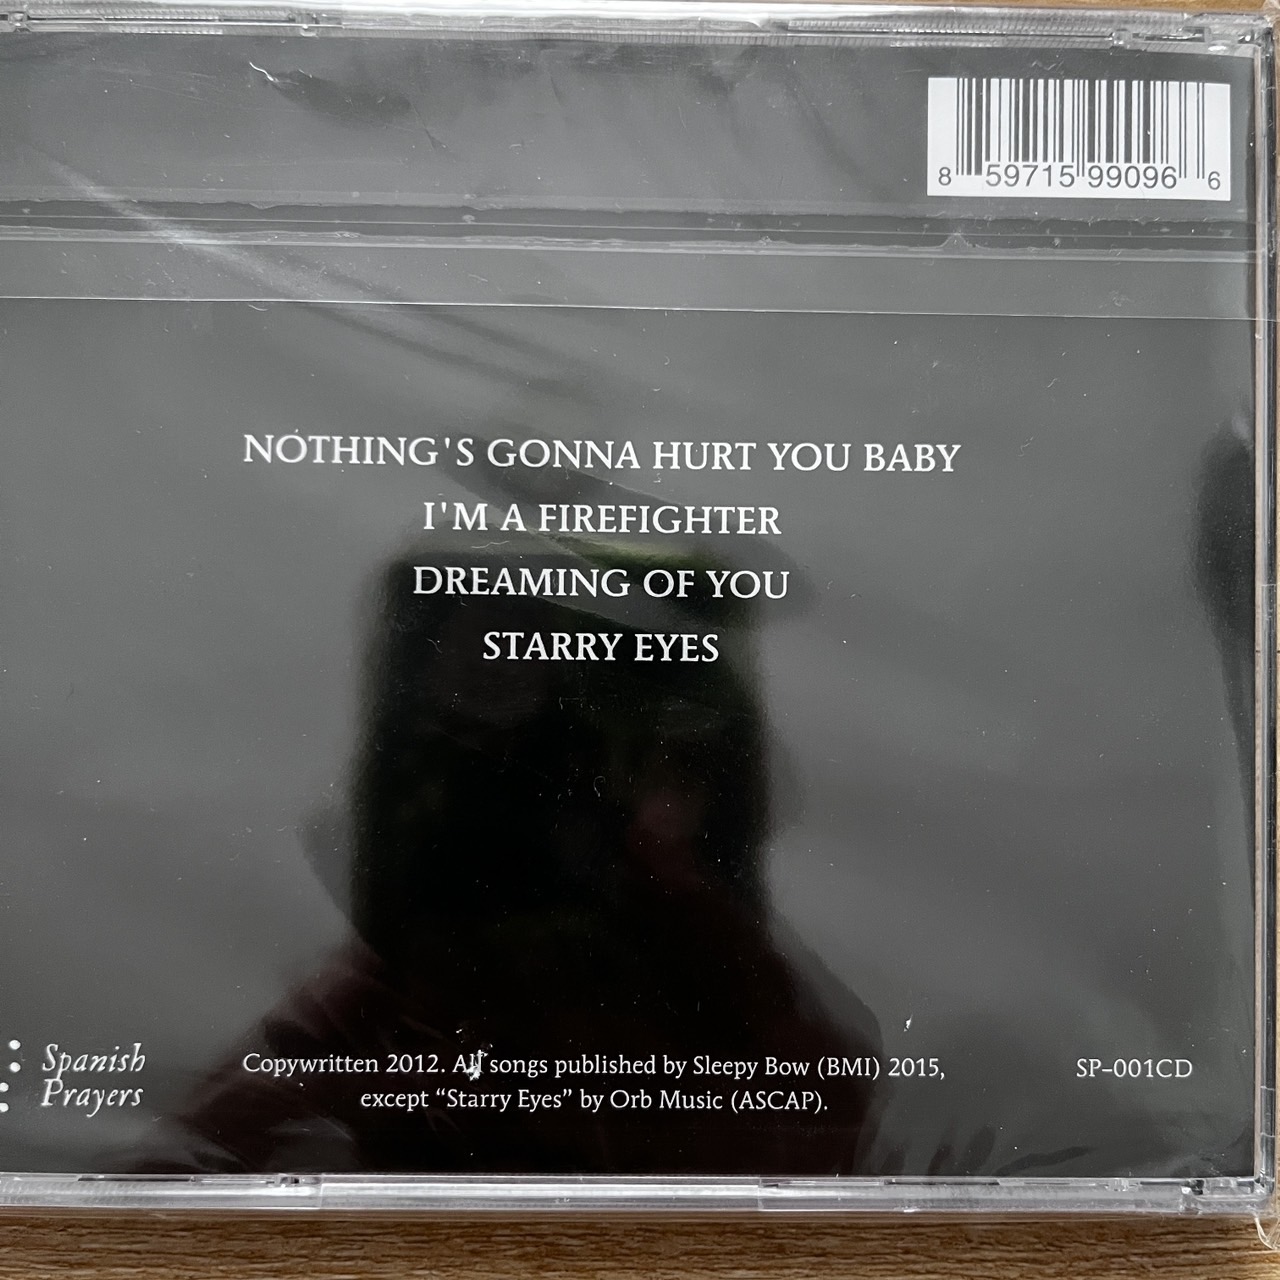 8 59715 99096 6
NOTHING'S GONNA HURT YOU BABY
I'M A FIREFIGHTER
DREAMING OF YOU
STARRY EYES
Spanish
Prayers
Copywritten 2012. All songs published by Sleepy Bow (BMI) 2015,
except “Starry Eyes” by Orb Music (ASCAP).
SP-001CD